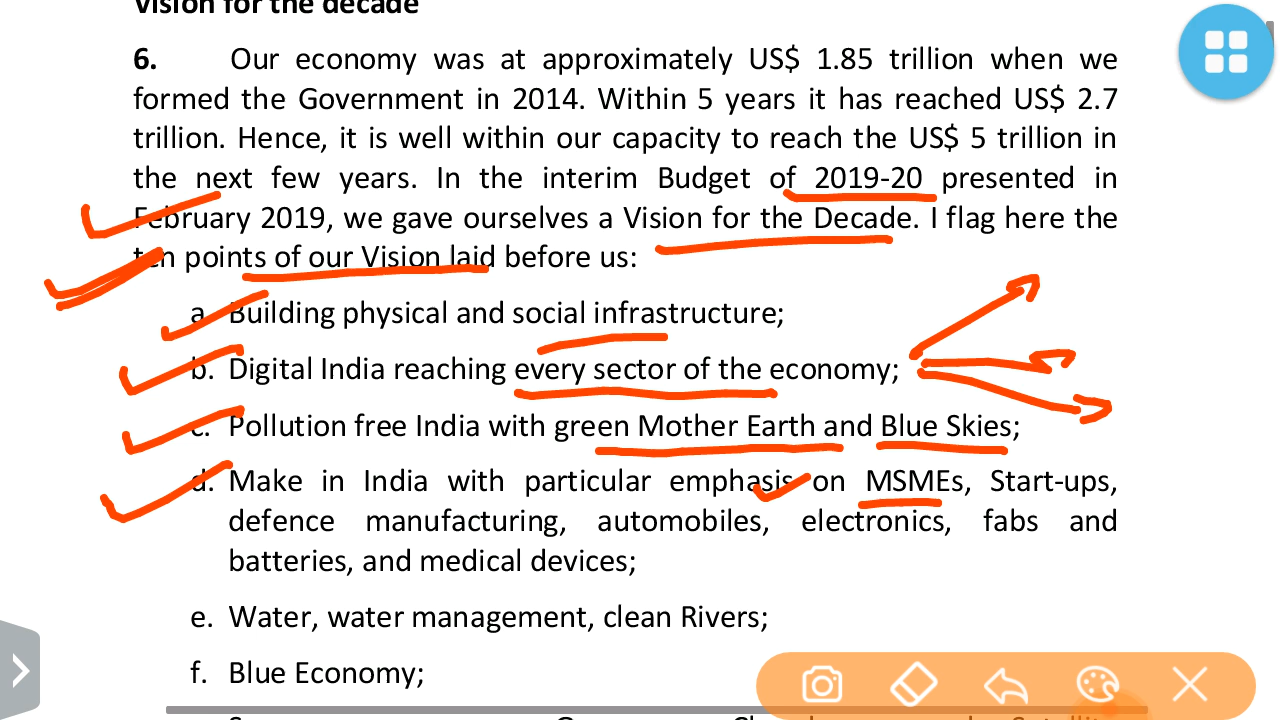 Vision for the decade
6. Our economy was at approximately US$ 1.85 trillion when we
formed the Government in 2014. Within 5 years it has reached US$ 2.7
trillion. Hence, it is well within our capacity to reach the US$ 5 trillion in
the next few years. In the interim Budget of 2019-20 presented in
February 2019, we gave ourselves a Vision for the Decade. I flag here the
ten points of our Vision laid before us:
a. Building physical and social infrastructure;
b. Digital India reaching every sector of the economy;
c. Pollution free India with green Mother Earth and Blue Skies;
d. Make in India with particular emphasis on MSMEs, Start-ups,
defence manufacturing, automobiles, electronics, fabs and
batteries, and medical devices;
e. Water, water management, clean Rivers;
f. Blue Economy;